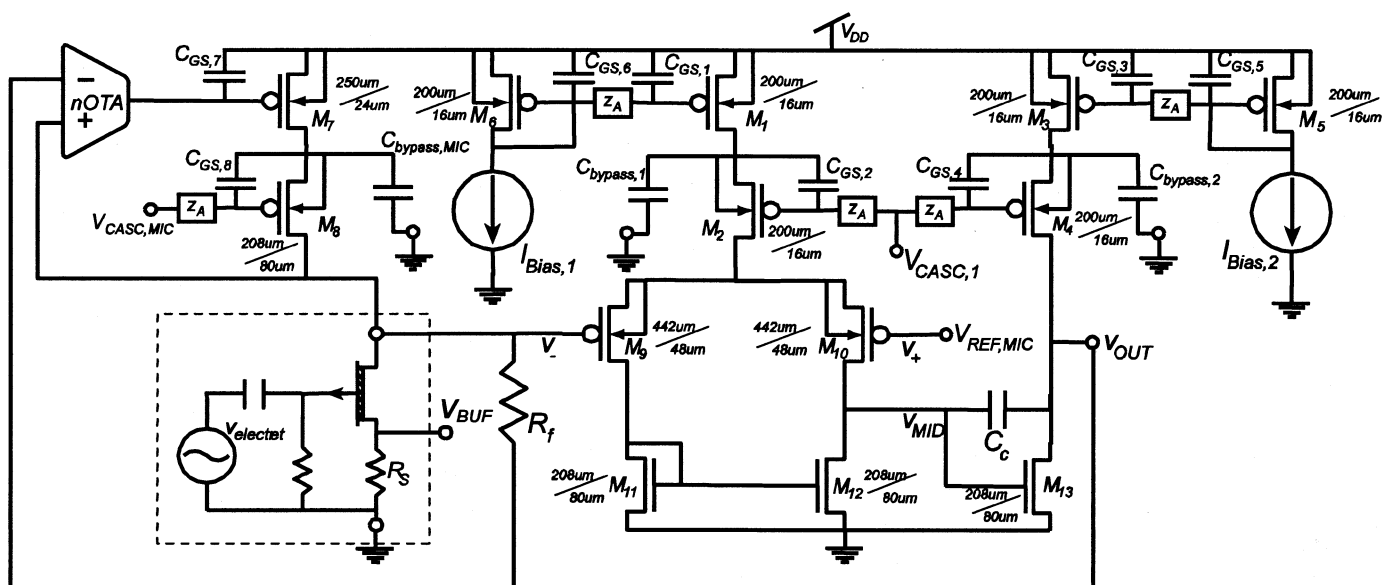 V_DD
C_GS,7
C_GS,6
C_GS,1
C_GS,3
C_GS,5
−
nOTA
+
250um/24um
200um/16um
Z_A
200um/16um
200um/16um
Z_A
200um/16um
M_7
M_6
M_1
M_3
M_5
C_bypass,MIC
C_GS,8
C_bypass,1
C_GS,2
C_GS,4
C_bypass,2
V_CASC,MIC
Z_A
M_8
M_2
Z_A
Z_A
M_4
208um/80um
200um/16um
200um/16um
I_Bias,1
V_CASC,1
I_Bias,2
442um/48um
442um/48um
v_-
M_9
M_10
v_+
V_REF,MIC
v_OUT
V_BUF
R_f
v_electret
R_S
v_MID
C_c
208um/80um
M_11
M_12
208um/80um
208um/80um
M_13